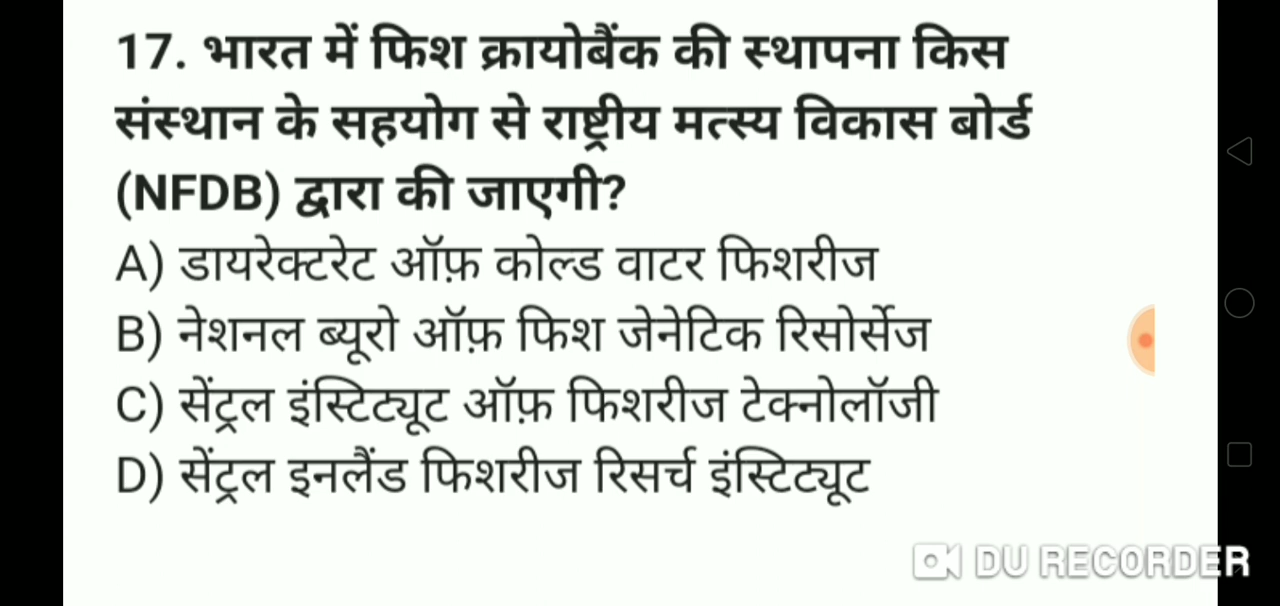 17. भारत में फिश क्रायोबैंक की स्थापना किस
संस्थान के सहयोग से राष्ट्रीय मत्स्य विकास बोर्ड
(NFDB) द्वारा की जाएगी?
A) डायरेक्टरेट ऑफ़ कोल्ड वाटर फिशरीज
B) नेशनल ब्यूरो ऑफ़ फिश जेनेटिक रिसोर्सेज
C) सेंट्रल इंस्टिट्यूट ऑफ़ फिशरीज टेक्नोलॉजी
D) सेंट्रल इनलैंड फिशरीज रिसर्च इंस्टिट्यूट
DU RECORDER